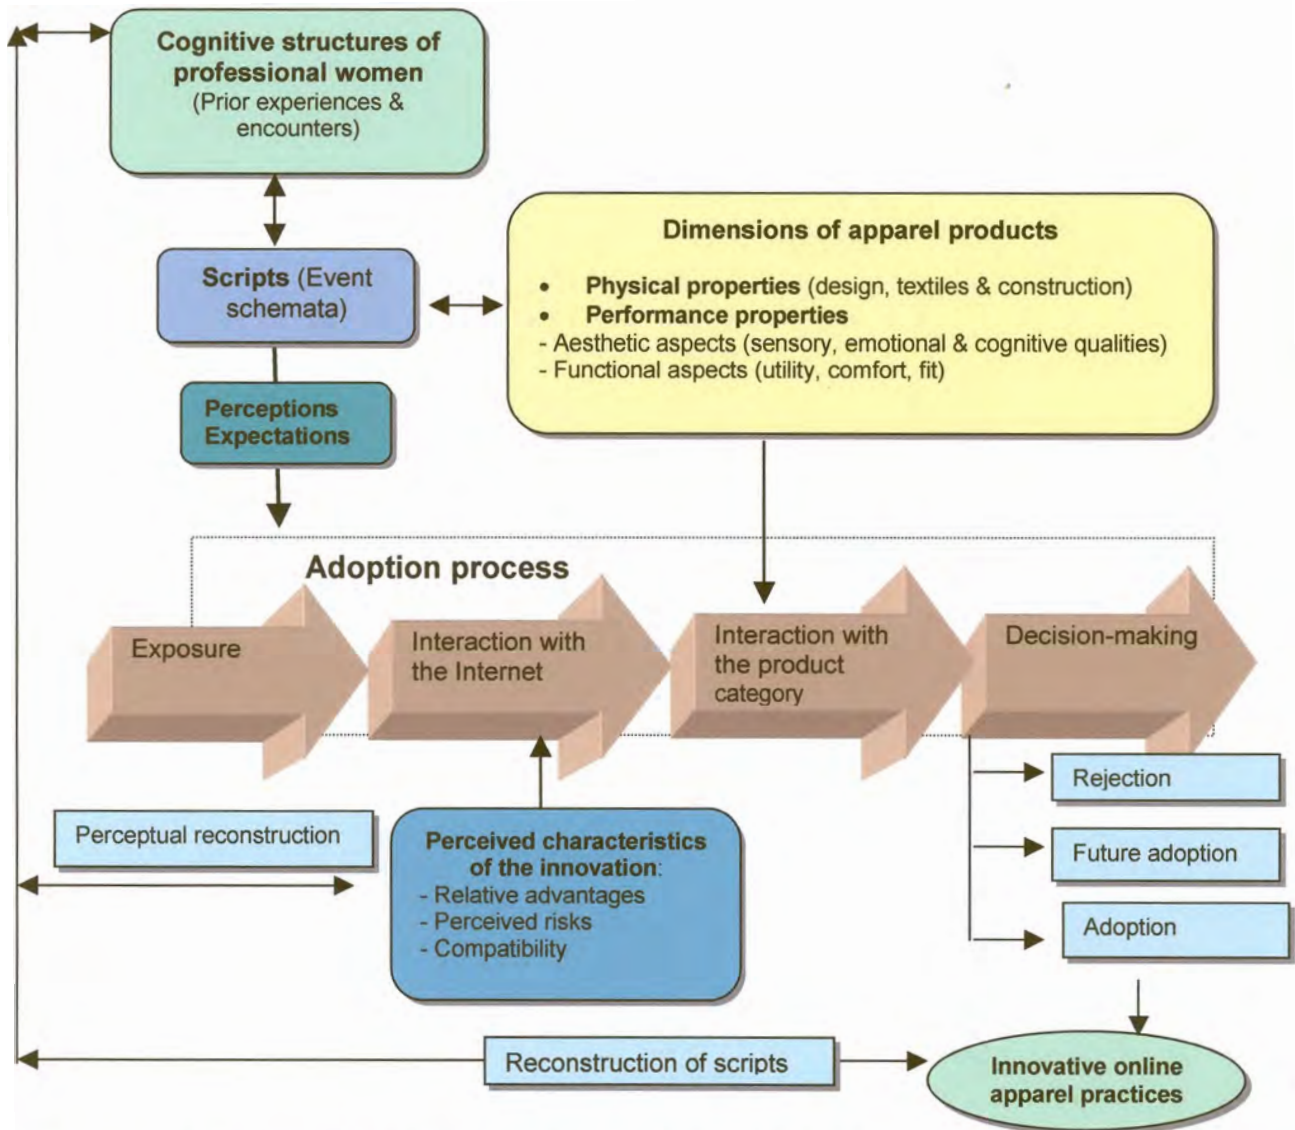 Cognitive structures of
professional women
(Prior experiences &
encounters)
Scripts (Event
schemata)
Dimensions of apparel products
• Physical properties (design, textiles & construction)
• Performance properties
- Aesthetic aspects (sensory, emotional & cognitive qualities)
- Functional aspects (utility, comfort, fit)
Perceptions
Expectations
Adoption process
Exposure
Interaction with
the Internet
Interaction with
the product
category
Decision-making
Rejection
Future adoption
Adoption
Perceptual reconstruction
Perceived characteristics
of the innovation:
- Relative advantages
- Perceived risks
- Compatibility
Reconstruction of scripts
Innovative online
apparel practices